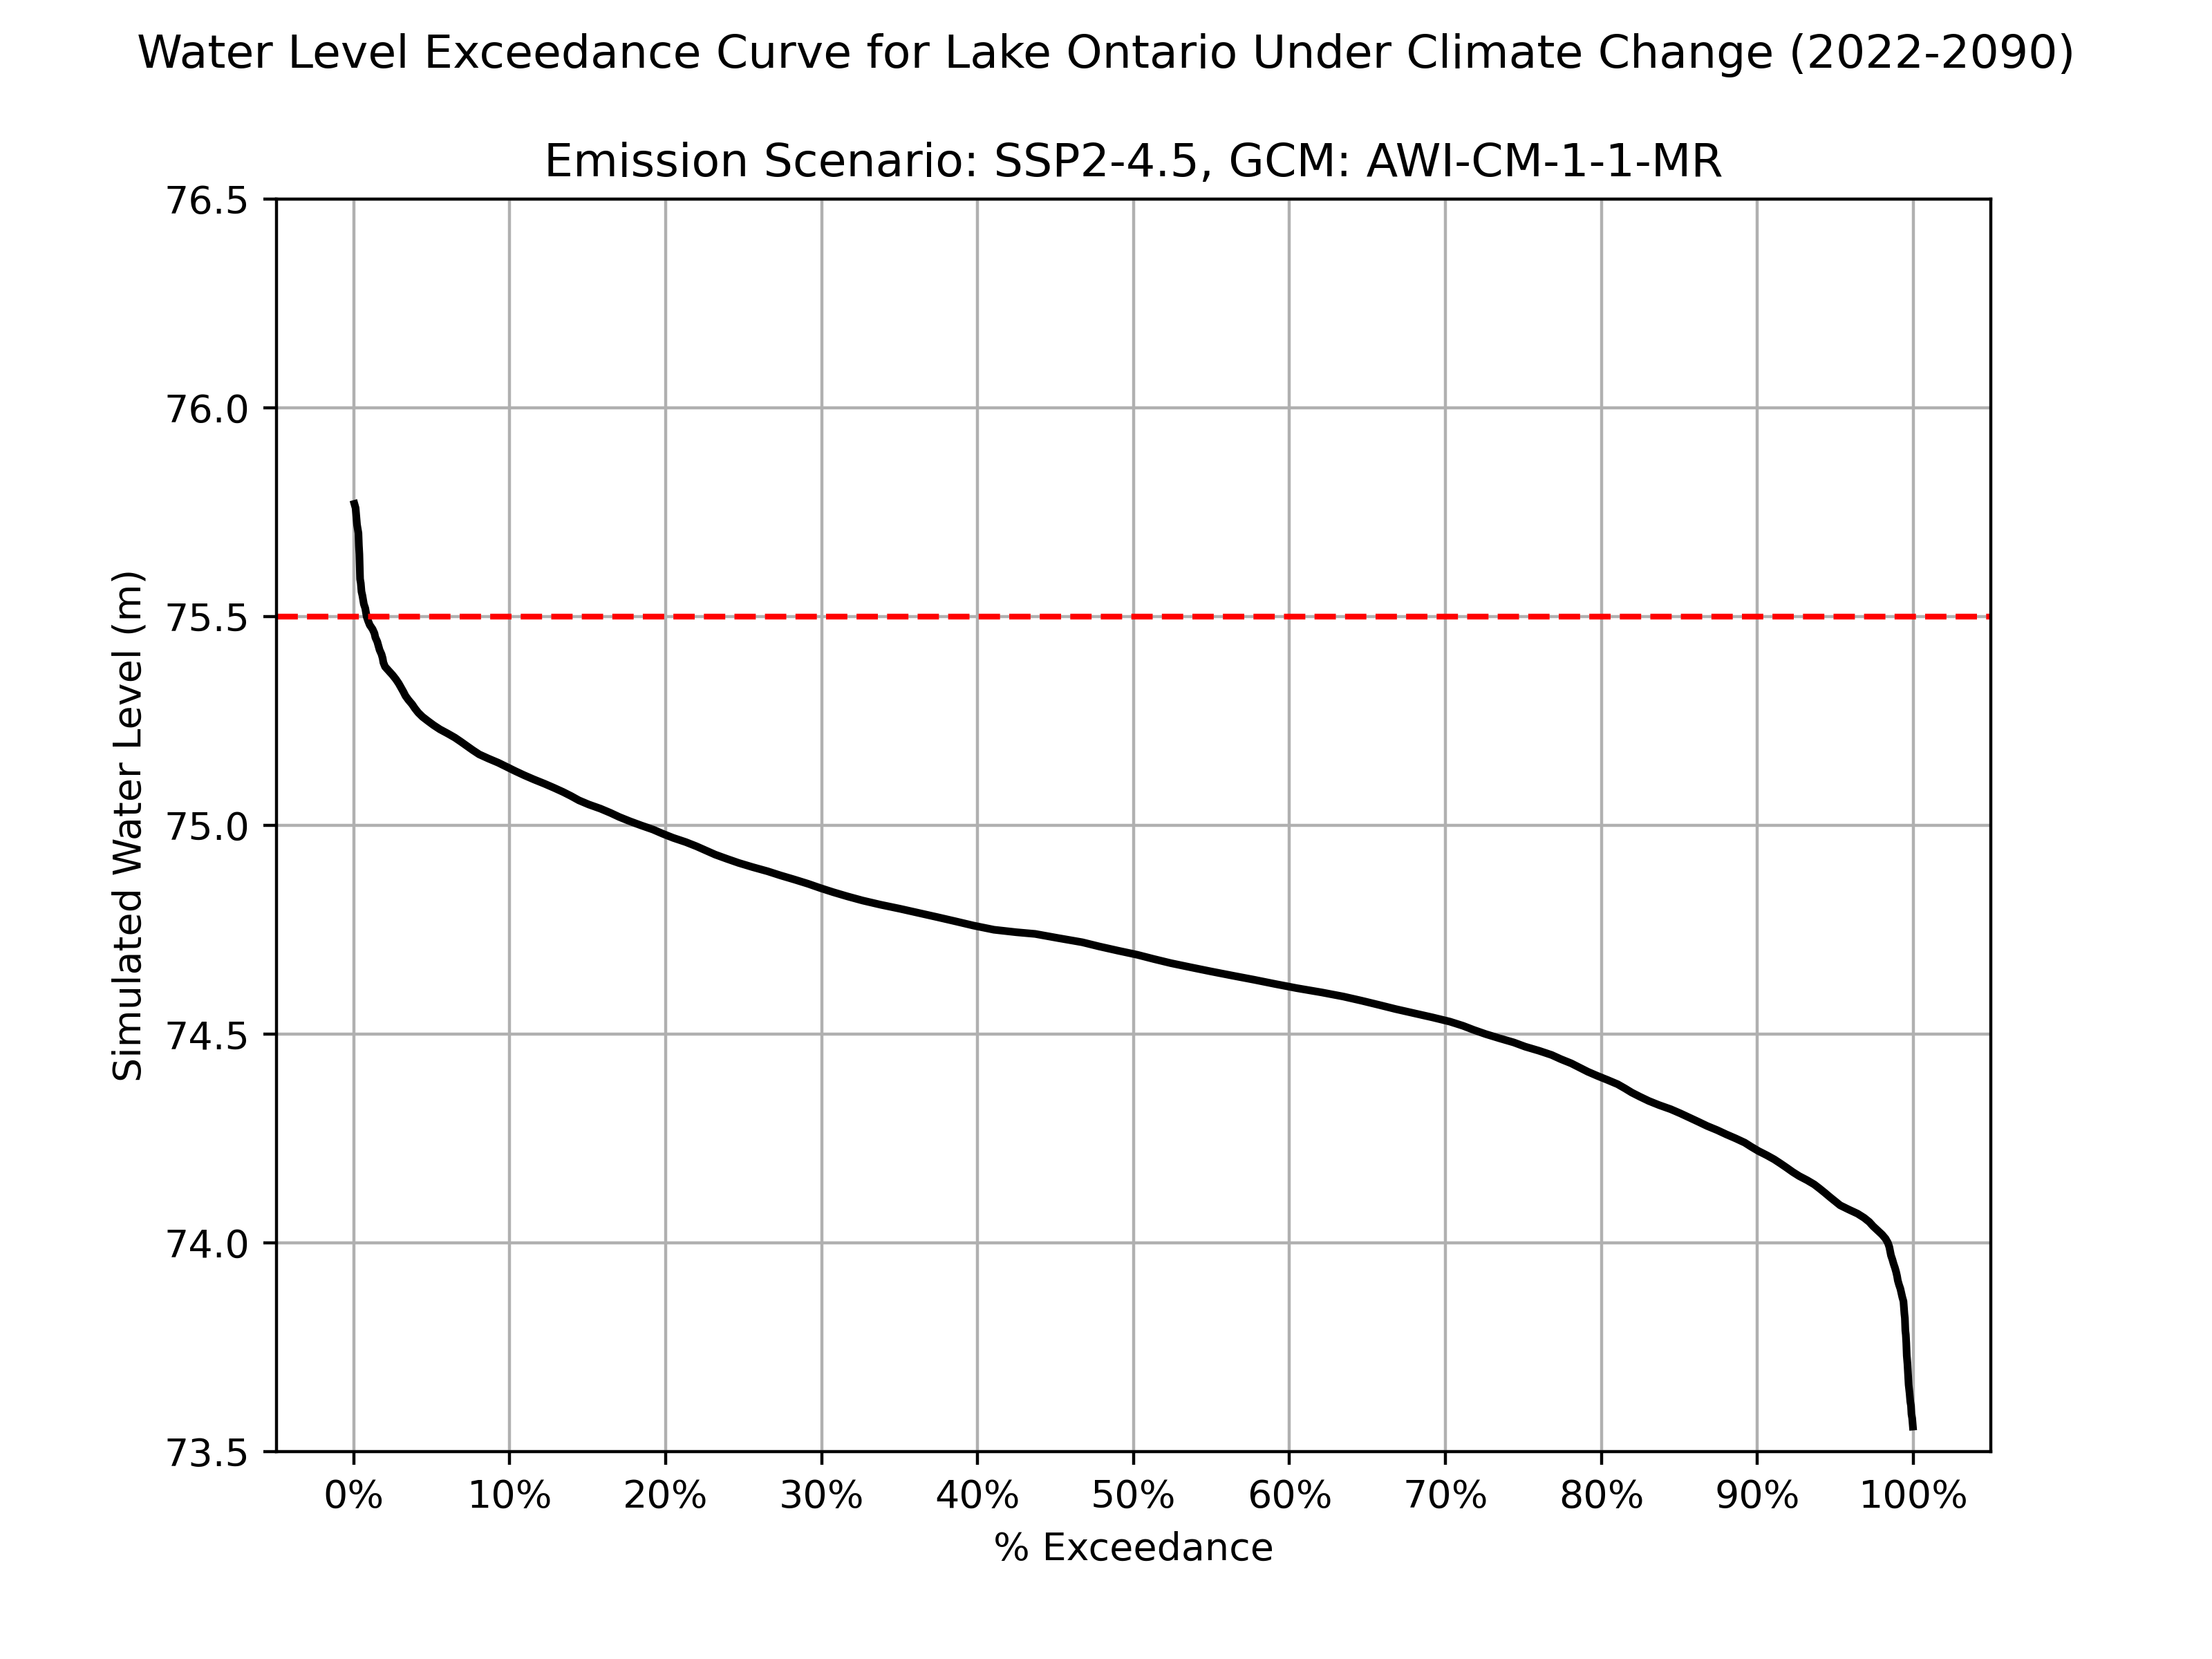 Water Level Exceedance Curve for Lake Ontario Under Climate Change (2022-2090)
Emission Scenario: SSP2-4.5, GCM: AWI-CM-1-1-MR
76.5
76.0
75.5
75.0
74.5
74.0
73.5
Simulated Water Level (m)
0% 10% 20% 30% 40% 50% 60% 70% 80% 90% 100%
% Exceedance